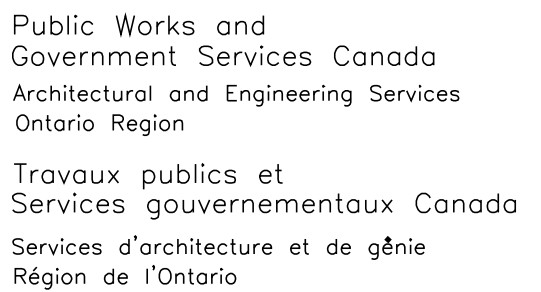 Public Works and
Government Services Canada
Architectural and Engineering Services
Ontario Region
Travaux publics et
Services gouvernementaux Canada
Services d'architecture et de génie
Région de l'Ontario